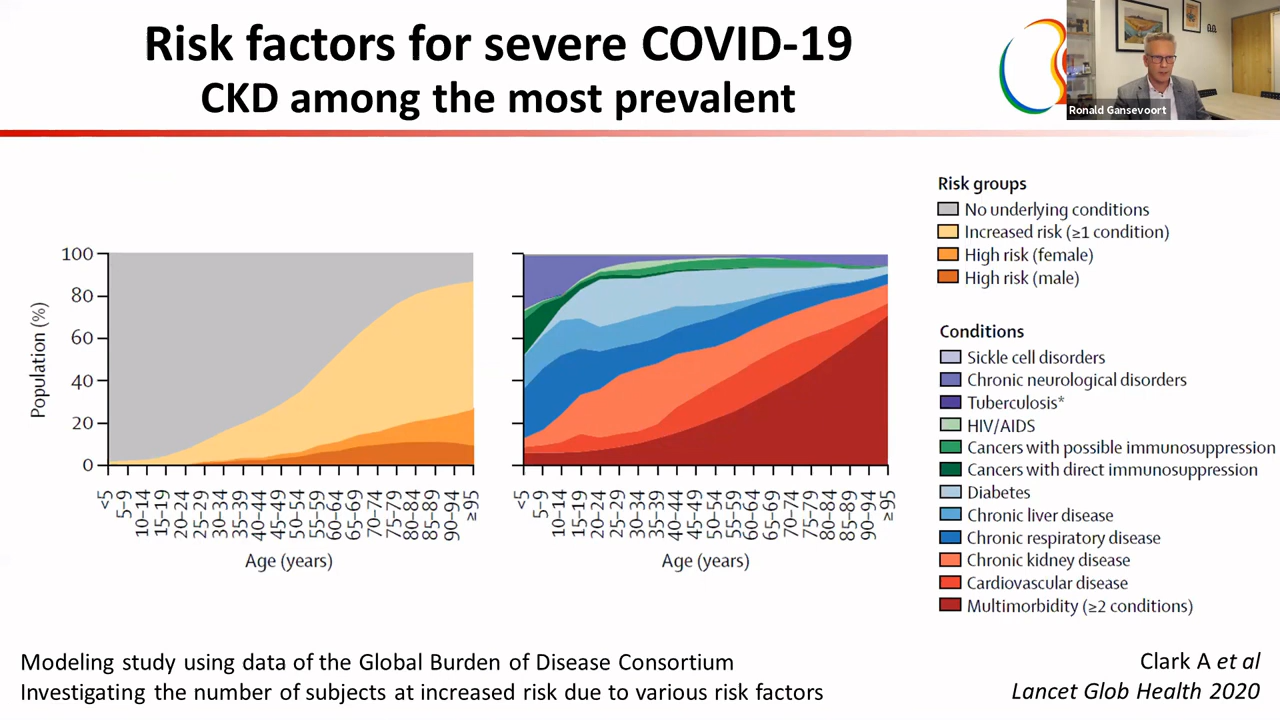 Risk factors for severe COVID-19
CKD among the most prevalent
Ronald Gansevoort
Risk groups
No underlying conditions
Increased risk (≥1 condition)
High risk (female)
High risk (male)
Population (%)
100
80
60
40
20
0
<5
5–9
10–14
15–19
20–24
25–29
30–34
35–39
40–44
45–49
50–54
55–59
60–64
65–69
70–74
75–79
80–84
85–89
90–94
≥95
Age (years)
<5
5–9
10–14
15–19
20–24
25–29
30–34
35–39
40–44
45–49
50–54
55–59
60–64
65–69
70–74
75–79
80–84
85–89
90–94
≥95
Age (years)
Conditions
Sickle cell disorders
Chronic neurological disorders
Tuberculosis*
HIV/AIDS
Cancers with possible immunosuppression
Cancers with direct immunosuppression
Diabetes
Chronic liver disease
Chronic respiratory disease
Chronic kidney disease
Cardiovascular disease
Multimorbidity (≥2 conditions)
Modeling study using data of the Global Burden of Disease Consortium
Investigating the number of subjects at increased risk due to various risk factors
Clark A et al
Lancet Glob Health 2020